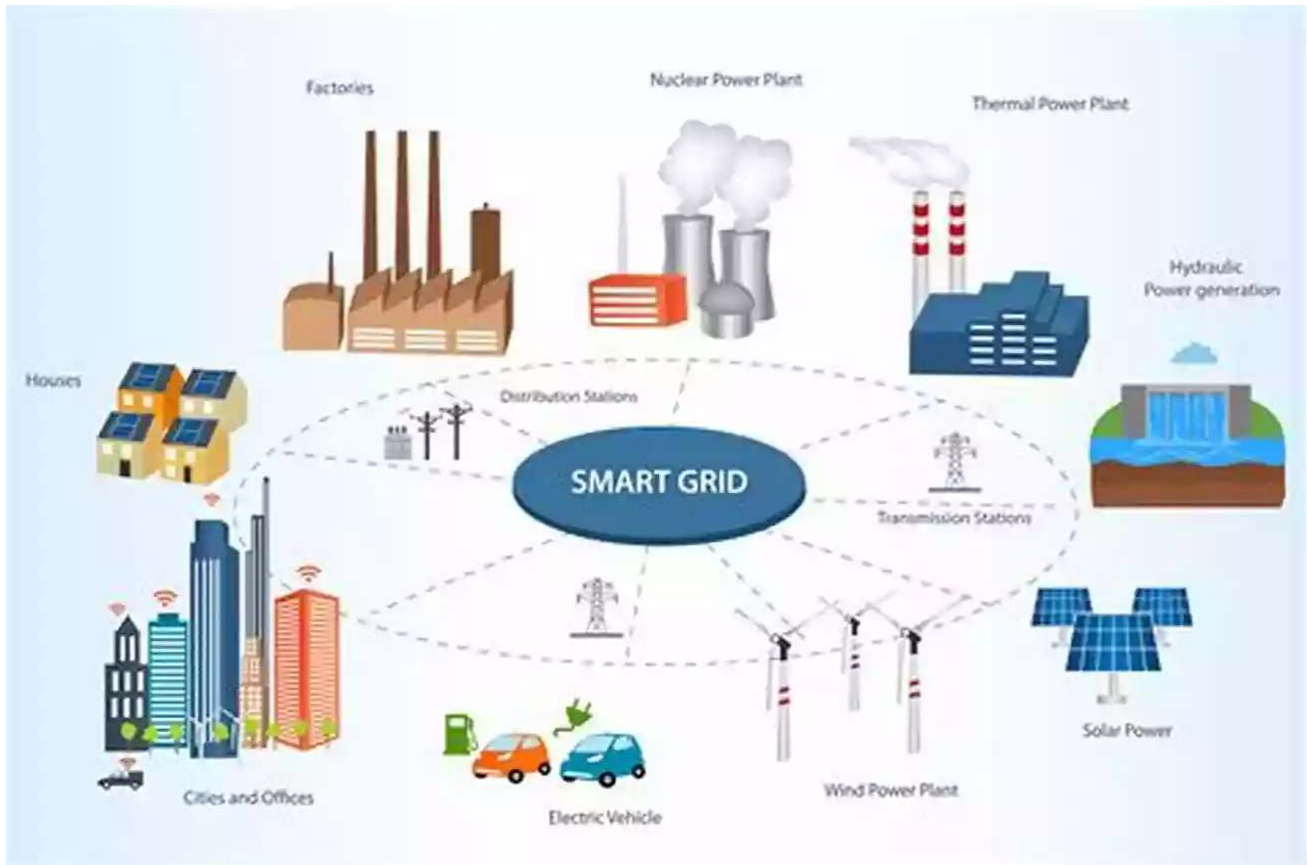 Factories
Nuclear Power Plant
Thermal Power Plant
Hydraulic
Power generation
Houses
Distribution Stations
SMART GRID
Transmission Stations
Solar Power
Wind Power Plant
Cities and Offices
Electric Vehicle